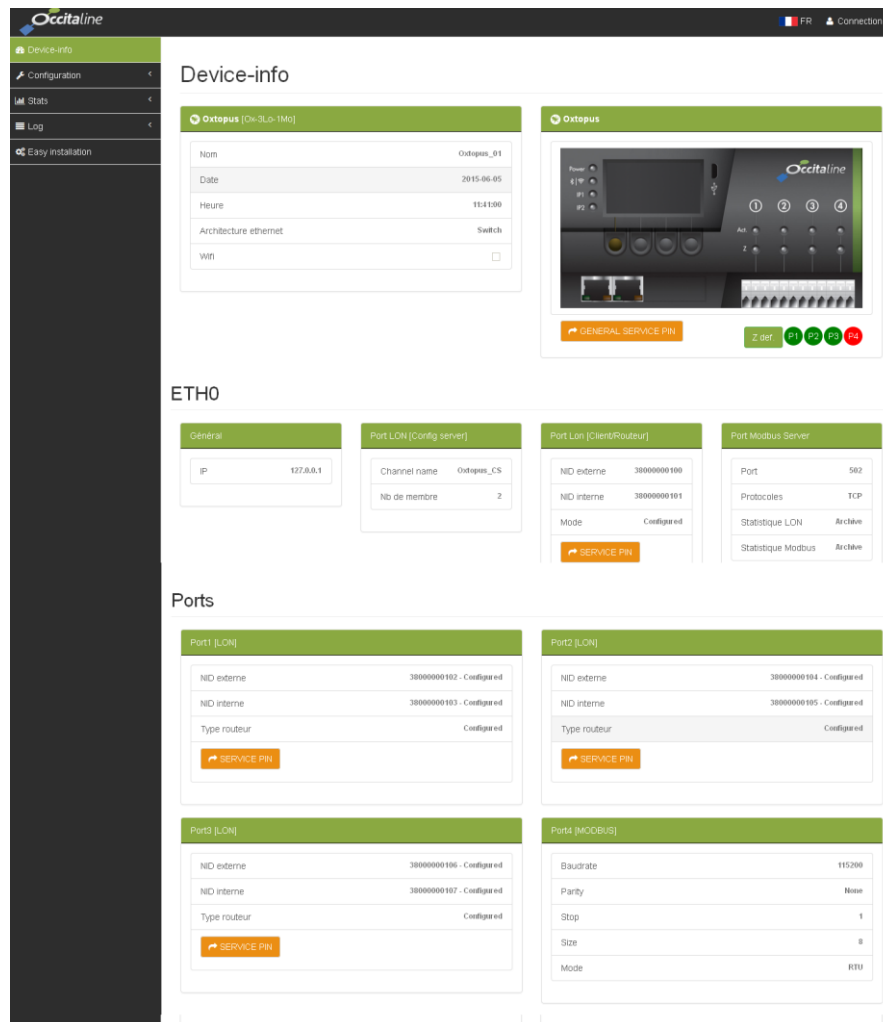 Occitaline
FR Connection
Device-info
Configuration
Stats
Log
Easy installation
Device-info
Oxtopus [Ox-3Lo-1Mo]
Nom Oxtopus_01
Date 2015-06-05
Heure 11:41:00
Architecture ethernet Switch
Wifi
Oxtopus
Power
IP1
IP2
Occitaline
1 2 3 4
Act.
Z
GENERAL SERVICE PIN
Z def. P1 P2 P3 P4
ETH0
Général
IP 127.0.0.1
Port LON [Config server]
Channel name Oxtopus_CS
Nb de membre 2
Port Lon [Client/Routeur]
NID externe 38000000100
NID interne 38000000101
Mode Configured
SERVICE PIN
Port Modbus Server
Port 502
Protocoles TCP
Statistique LON Archive
Statistique Modbus Archive
Ports
Port1 [LON]
NID externe 38000000102 - Configured
NID interne 38000000103 - Configured
Type routeur Configured
SERVICE PIN
Port2 [LON]
NID externe 38000000104 - Configured
NID interne 38000000105 - Configured
Type routeur Configured
SERVICE PIN
Port3 [LON]
NID externe 38000000106 - Configured
NID interne 38000000107 - Configured
Type routeur Configured
SERVICE PIN
Port4 [MODBUS]
Baudrate 115200
Parity None
Stop 1
Size 8
Mode RTU